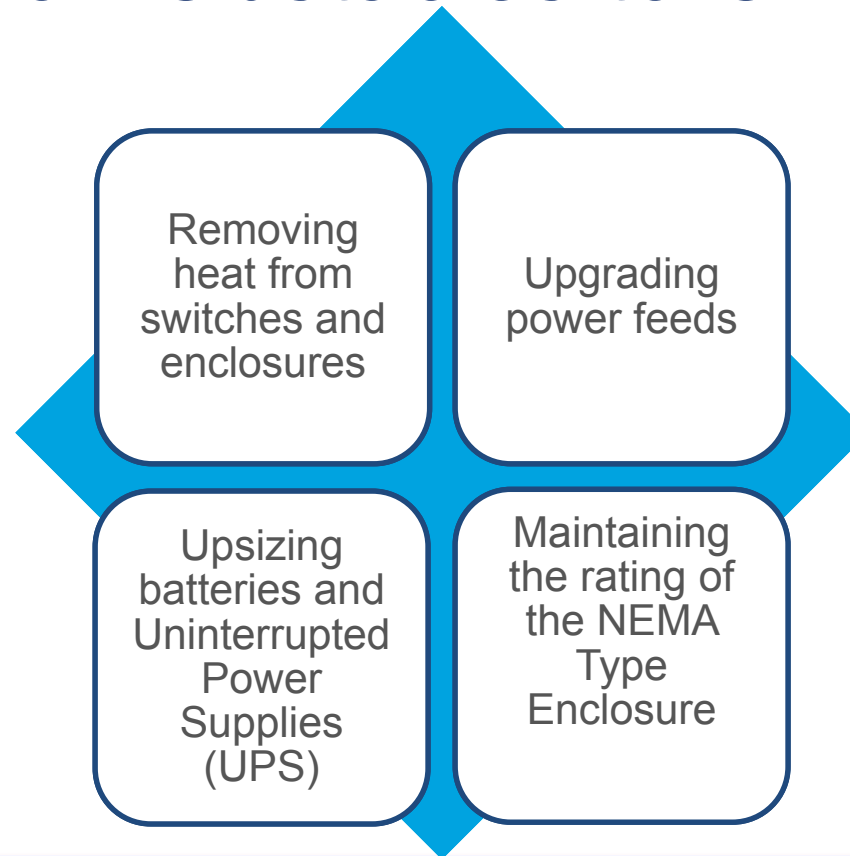 Removing
heat from
switches and
enclosures
Upgrading
power feeds
Upsizing
batteries and
Uninterrupted
Power
Supplies
(UPS)
Maintaining
the rating of
the NEMA
Type
Enclosure